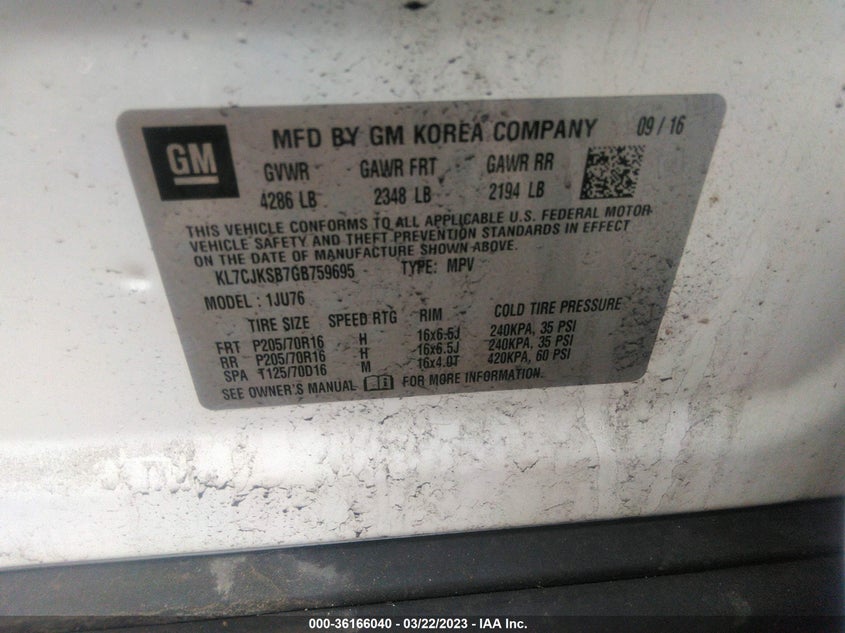 GM
MFD BY GM KOREA COMPANY 09/16
GVWR GAWR FRT GAWR RR
4286 LB 2348 LB 2194 LB
THIS VEHICLE CONFORMS TO ALL APPLICABLE U.S. FEDERAL MOTOR
VEHICLE SAFETY AND THEFT PREVENTION STANDARDS IN EFFECT
ON THE DATE OF MANUFACTURE SHOWN ABOVE.
KL7CJKSB7GB759695 TYPE: MPV
MODEL : 1JU76
TIRE SIZE SPEED RTG RIM COLD TIRE PRESSURE
FRT P205/70R16 H 16x6.5J 240KPA, 35 PSI
RR P205/70R16 H 16x6.5J 240KPA, 35 PSI
SPA T125/70D16 M 16x4.0T 420KPA, 60 PSI
SEE OWNER'S MANUAL FOR MORE INFORMATION.
000-36166040 - 03/22/2023 - IAA Inc.